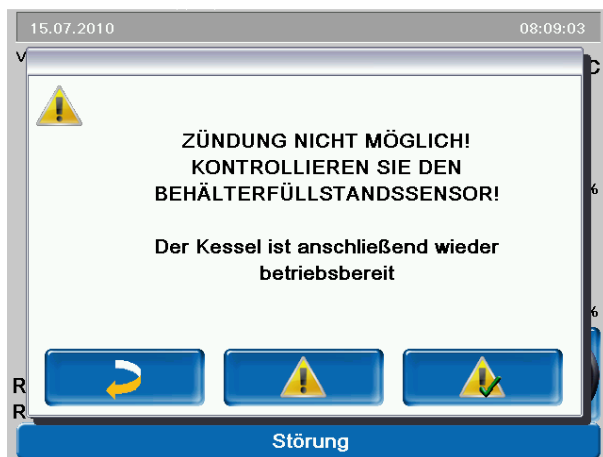 15.07.2010 08:09:03
V
C
ZÜNDUNG NICHT MÖGLICH!
KONTROLLIEREN SIE DEN
BEHÄLTERFÜLLSTANDSSENSOR!
%
Der Kessel ist anschließend wieder
betriebsbereit
%
R
R
Störung